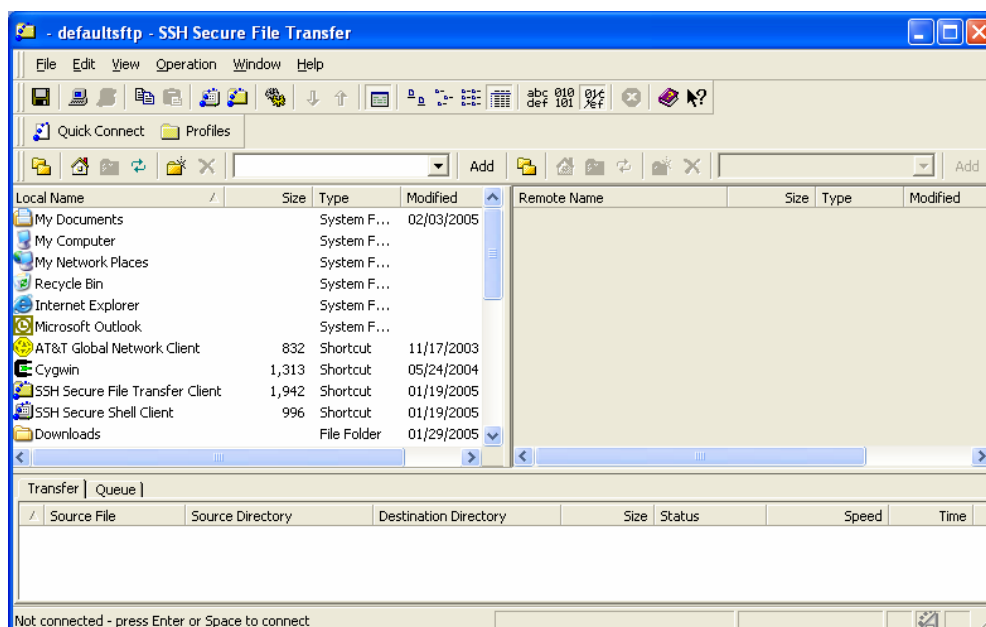 - defaultsftp - SSH Secure File Transfer
File Edit View Operation Window Help
abc 010
def 101
Quick Connect Profiles
Add Add
Local Name Size Type Modified Remote Name Size Type Modified
My Documents System F... 02/03/2005
My Computer System F...
My Network Places System F...
Recycle Bin System F...
Internet Explorer System F...
Microsoft Outlook System F...
AT&T Global Network Client 832 Shortcut 11/17/2003
Cygwin 1,313 Shortcut 05/24/2004
SSH Secure File Transfer Client 1,942 Shortcut 01/19/2005
SSH Secure Shell Client 996 Shortcut 01/19/2005
Downloads File Folder 01/29/2005
Transfer Queue
Source File Source Directory Destination Directory Size Status Speed Time
Not connected - press Enter or Space to connect